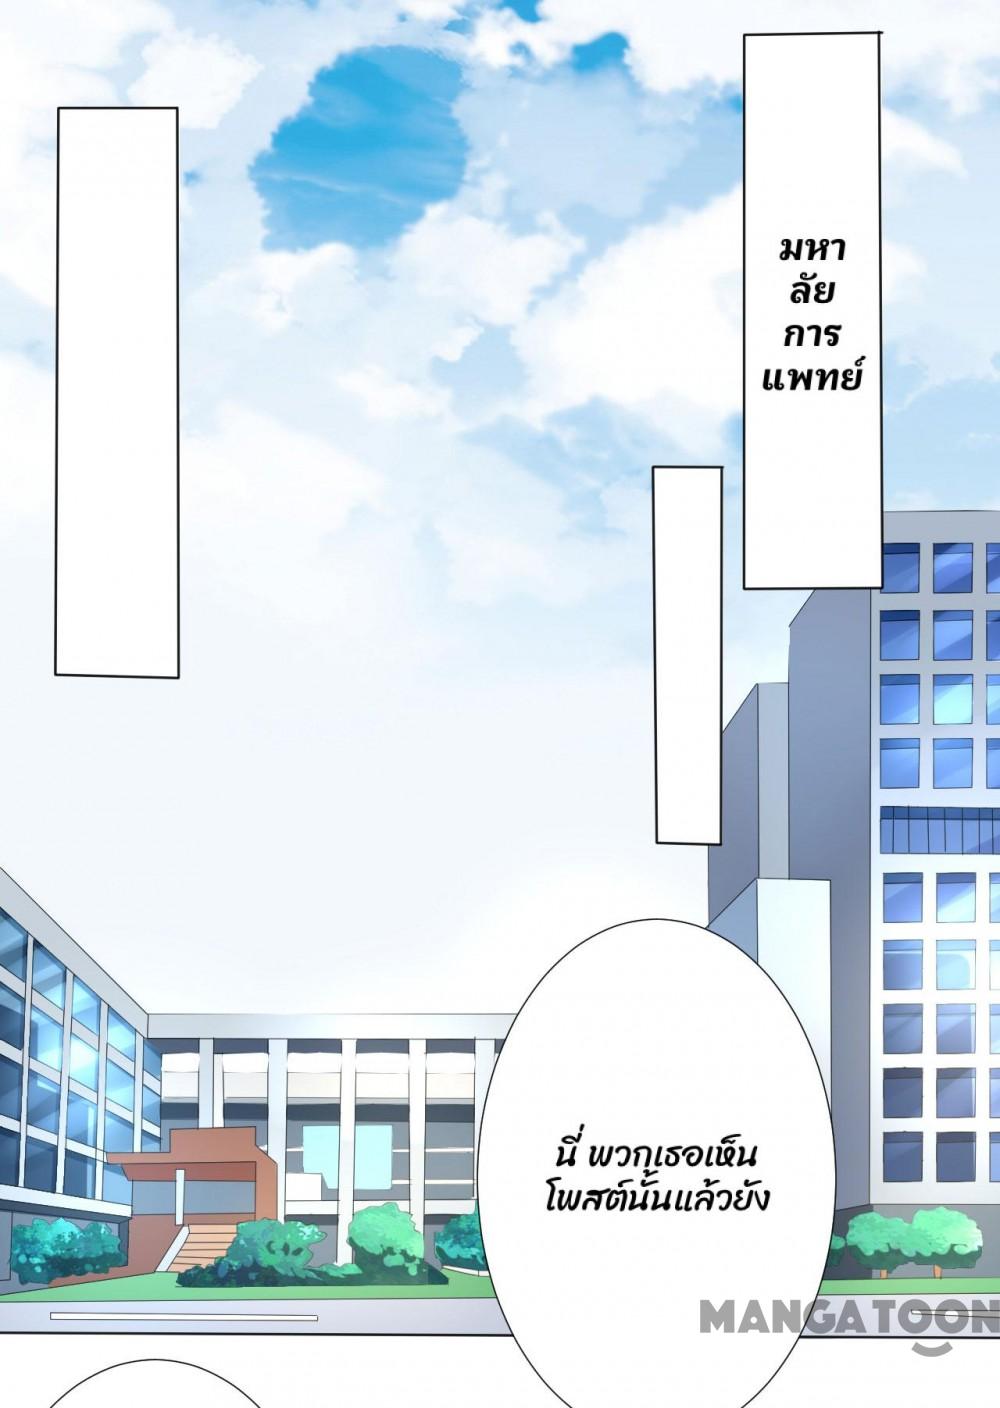 มหา
ลัย
การ
แพทย์
นี่ พวกเธอเห็น
โพสต์นั้นแล้วยัง
MANGATOON